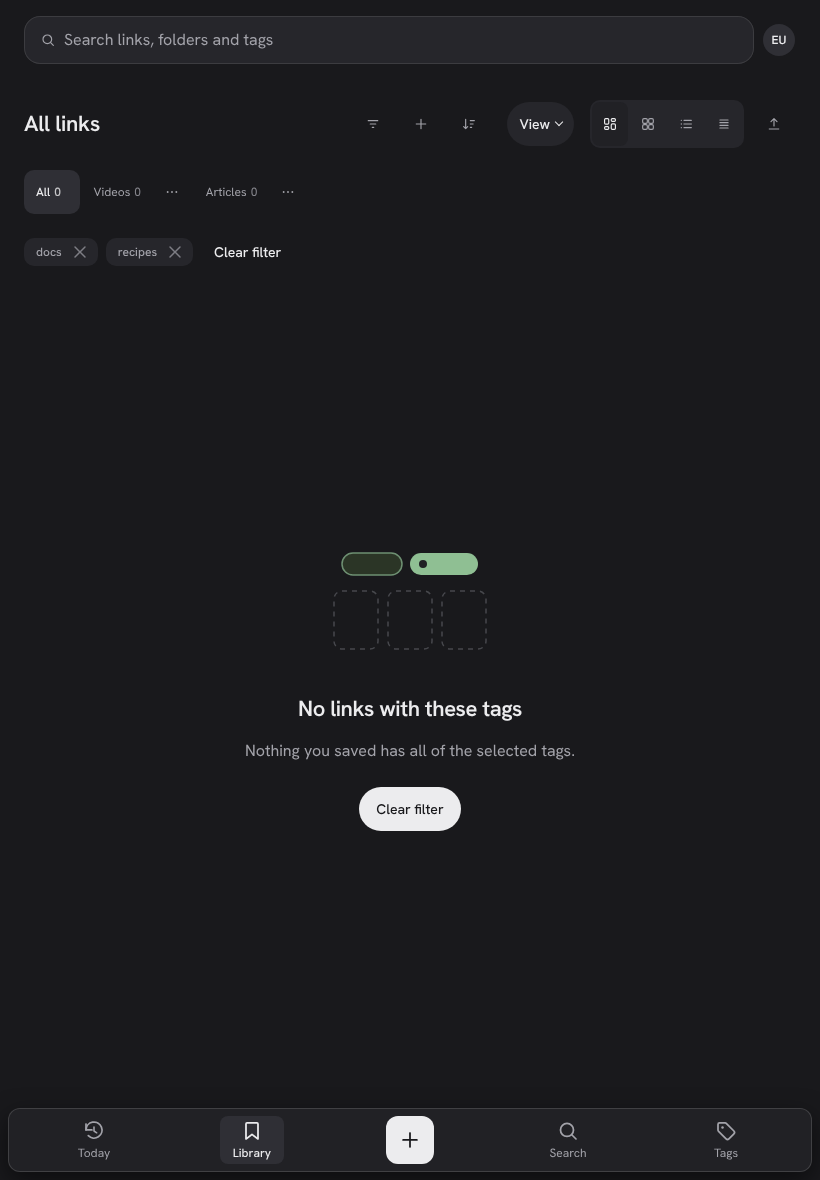 Search links, folders and tags
EU
All links
View
All 0
Videos 0
Articles 0
docs
recipes
Clear filter
No links with these tags
Nothing you saved has all of the selected tags.
Clear filter
Today
Library
Search
Tags